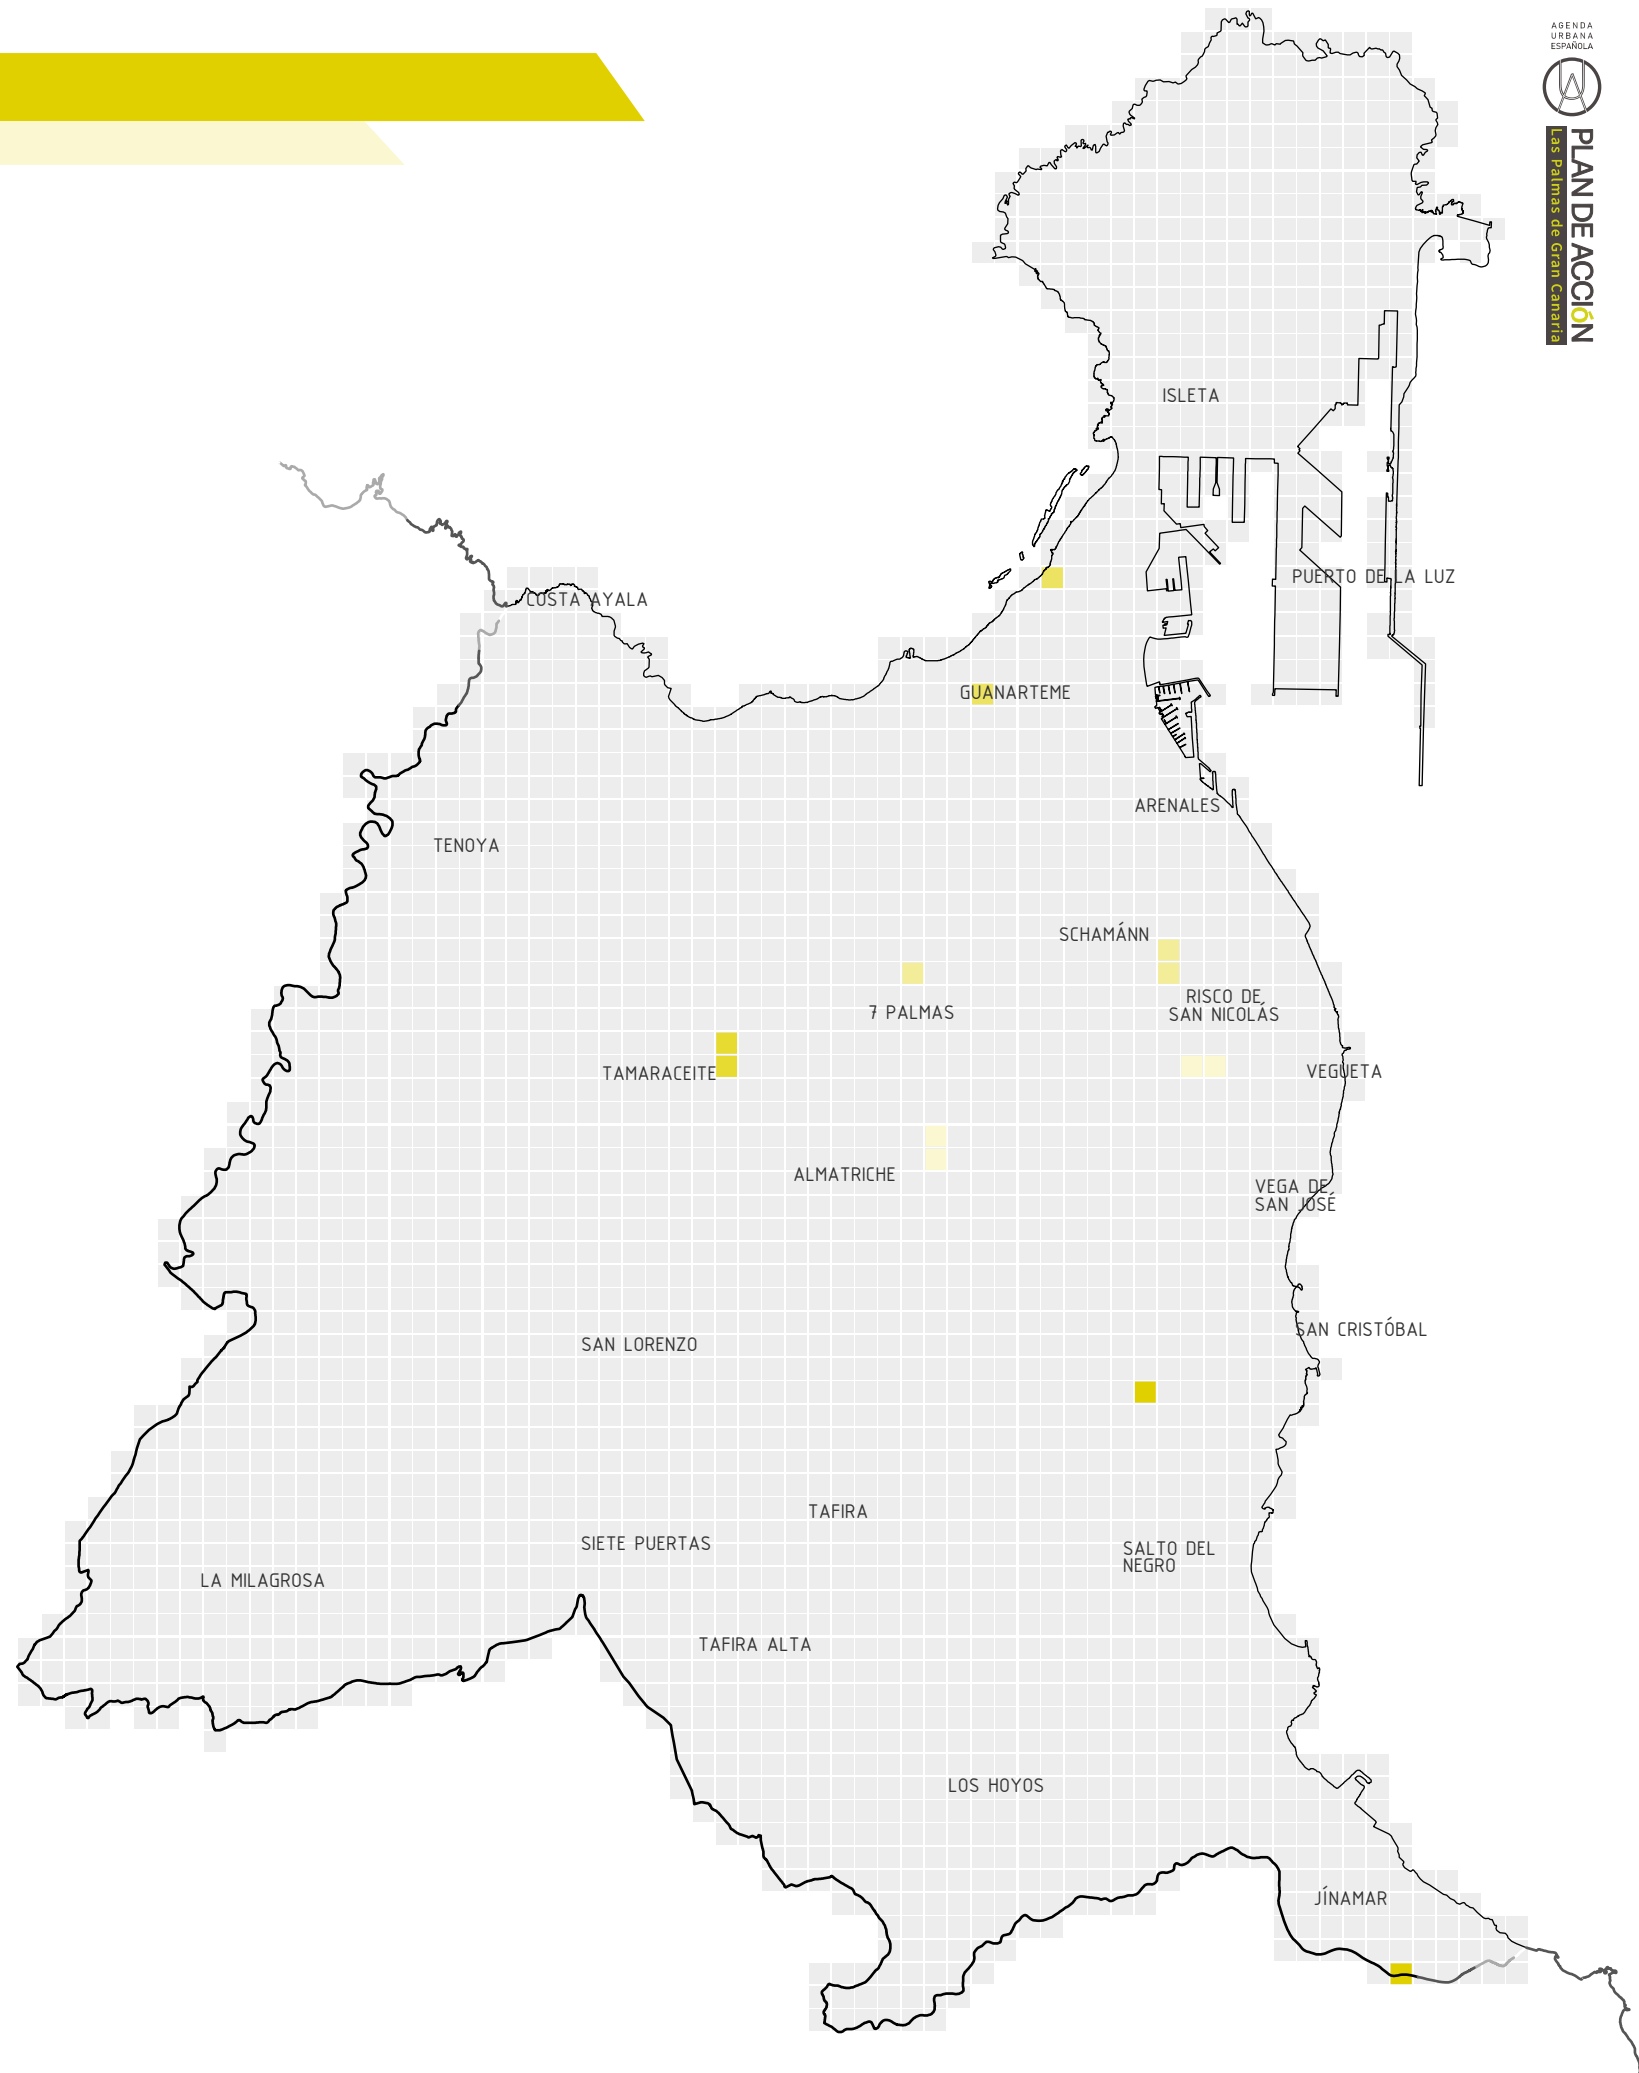 AGENDA
URBANA
ESPAÑOLA
PLAN DE ACCIÓN
Las Palmas de Gran Canaria
ISLETA
PUERTO DE LA LUZ
COSTA AYALA
GUANARTEME
ARENALES
TENOYA
SCHAMÁNN
RISCO DE
SAN NICOLÁS
7 PALMAS
TAMARACEITE
VEGUETA
ALMATRICHE
VEGA DE
SAN JOSÉ
SAN CRISTÓBAL
SAN LORENZO
TAFIRA
SIETE PUERTAS
SALTO DEL
NEGRO
LA MILAGROSA
TAFIRA ALTA
LOS HOYOS
JÍNAMAR